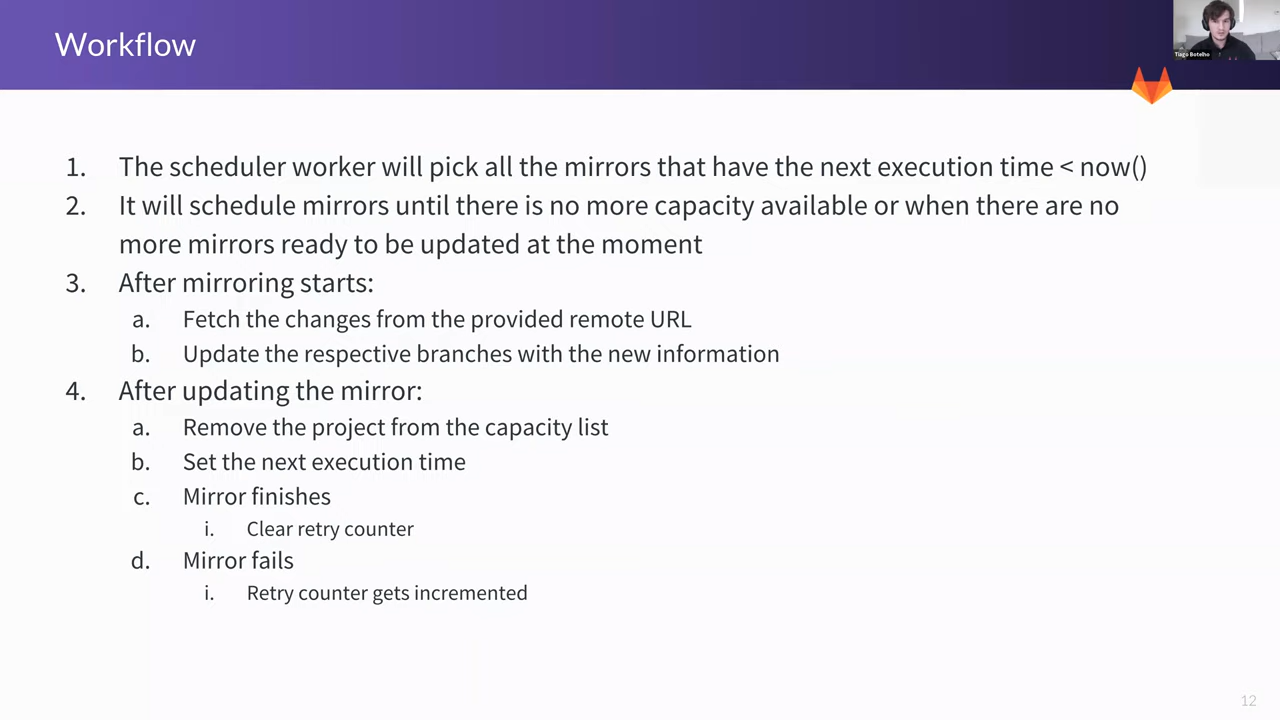 Workflow
Tiago Botelho
1. The scheduler worker will pick all the mirrors that have the next execution time < now()
2. It will schedule mirrors until there is no more capacity available or when there are no
more mirrors ready to be updated at the moment
3. After mirroring starts:
a. Fetch the changes from the provided remote URL
b. Update the respective branches with the new information
4. After updating the mirror:
a. Remove the project from the capacity list
b. Set the next execution time
c. Mirror finishes
i. Clear retry counter
d. Mirror fails
i. Retry counter gets incremented
12